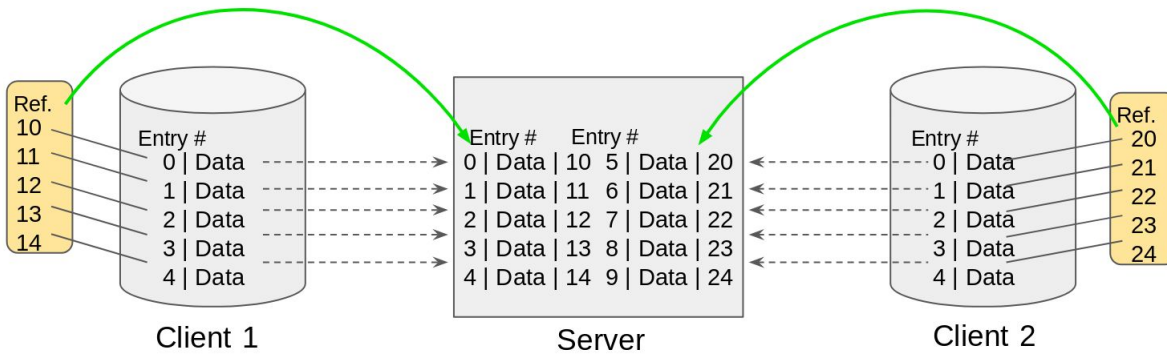 Ref.
10
11
12
13
14
Entry #
0 | Data
1 | Data
2 | Data
3 | Data
4 | Data
Client 1
Entry # Entry #
0 | Data | 10 5 | Data | 20
1 | Data | 11 6 | Data | 21
2 | Data | 12 7 | Data | 22
3 | Data | 13 8 | Data | 23
4 | Data | 14 9 | Data | 24
Server
Entry #
0 | Data
1 | Data
2 | Data
3 | Data
4 | Data
Client 2
Ref.
20
21
22
23
24